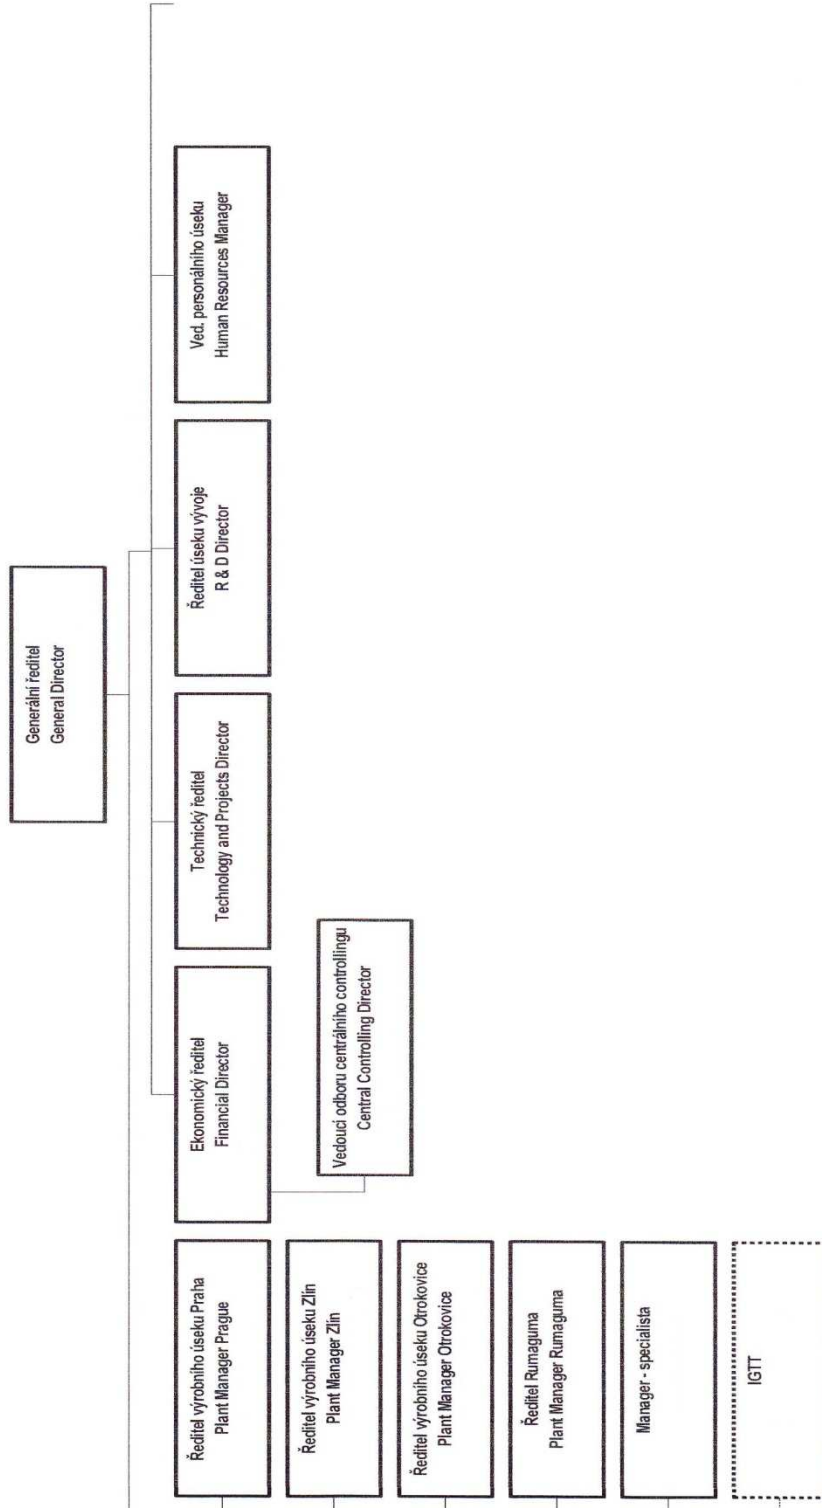 Generální ředitel
General Director
Ředitel výrobního úseku Praha
Plant Manager Prague
Ekonomický ředitel
Financial Director
Technický ředitel
Technology and Projects Director
Ředitel úseku vývoje
R & D Director
Ved. personálního úseku
Human Resources Manager
Ředitel výrobního úseku Zlín
Plant Manager Zlín
Vedoucí odboru centrálního controllingu
Central Controlling Director
Ředitel výrobního úseku Otrokovice
Plant Manager Otrokovice
Ředitel Rumaguma
Plant Manager Rumaguma
Manager - specialista
IGTT